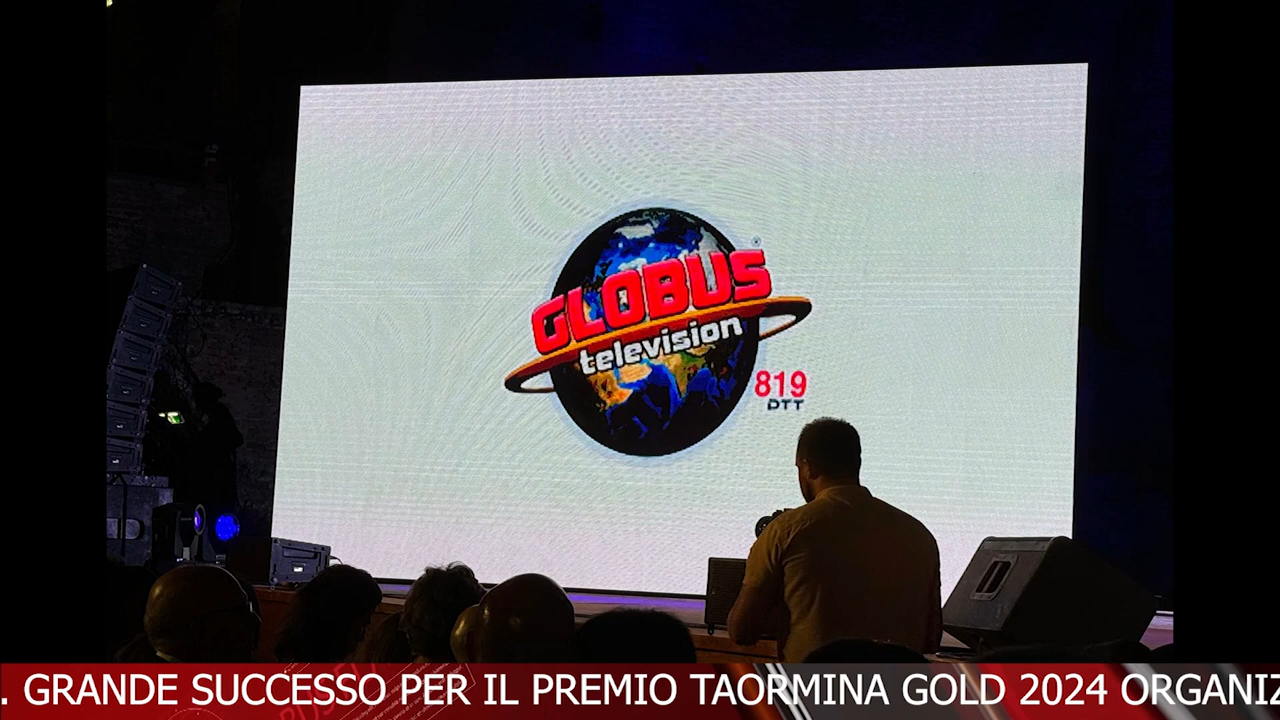 GLOBUS
television
819
DTT
. GRANDE SUCCESSO PER IL PREMIO TAORMINA GOLD 2024 ORGANIZ